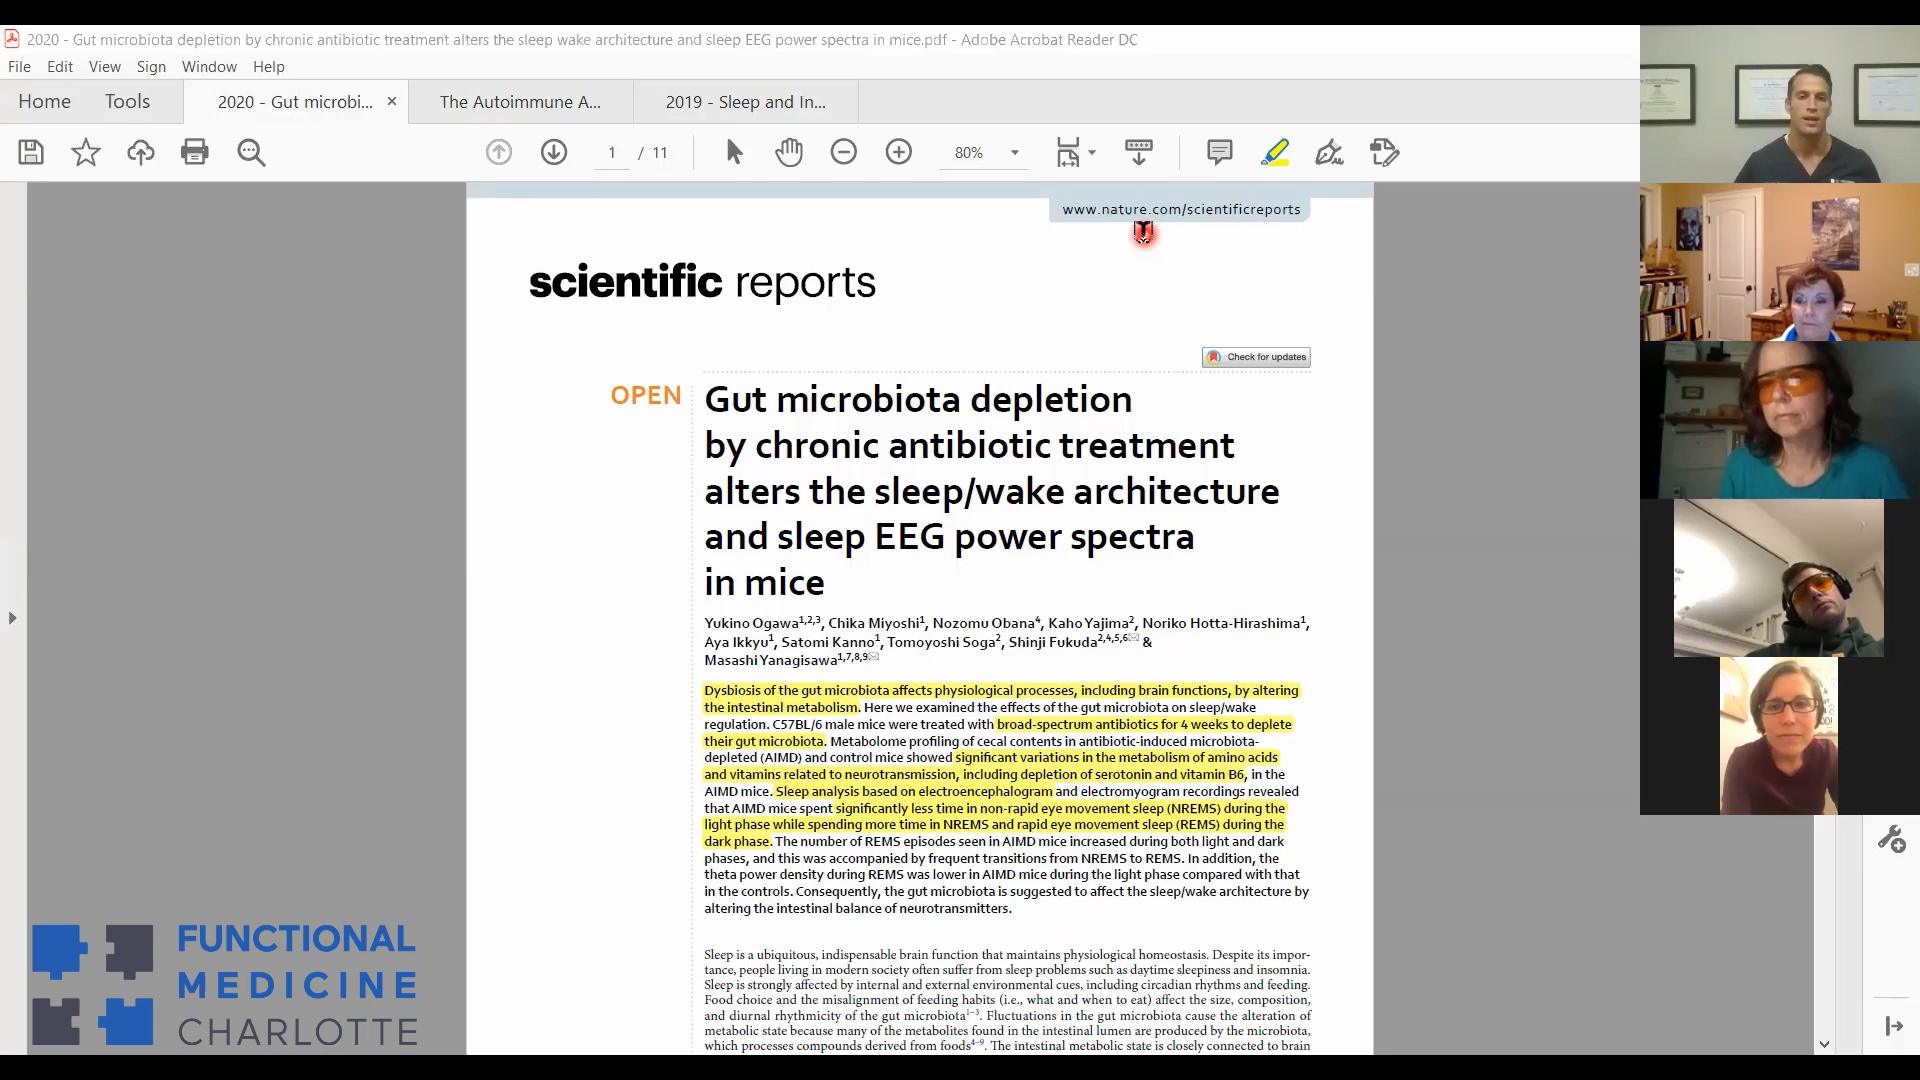 2020 - Gut microbiota depletion by chronic antibiotic treatment alters the sleep wake architecture and sleep EEG power spectra in mice.pdf - Adobe Acrobat Reader DC
File Edit View Sign Window Help
Home Tools 2020 - Gut microbi... × The Autoimmune A... 2019 - Sleep and In...
1 / 11 80%
www.nature.com/scientificreports
scientific reports
Check for updates
OPEN
Gut microbiota depletion
by chronic antibiotic treatment
alters the sleep/wake architecture
and sleep EEG power spectra
in mice
Yukino Ogawa1,2,3, Chika Miyoshi1, Nozomu Obana4, Kaho Yajima2, Noriko Hotta-Hirashima1,
Aya Ikkyu1, Satomi Kanno1, Tomoyoshi Soga2, Shinji Fukuda2,4,5,6✉ &
Masashi Yanagisawa1,7,8,9✉
Dysbiosis of the gut microbiota affects physiological processes, including brain functions, by altering
the intestinal metabolism. Here we examined the effects of the gut microbiota on sleep/wake
regulation. C57BL/6 male mice were treated with broad-spectrum antibiotics for 4 weeks to deplete
their gut microbiota. Metabolome profiling of cecal contents in antibiotic-induced microbiota-
depleted (AIMD) and control mice showed significant variations in the metabolism of amino acids
and vitamins related to neurotransmission, including depletion of serotonin and vitamin B6, in the
AIMD mice. Sleep analysis based on electroencephalogram and electromyogram recordings revealed
that AIMD mice spent significantly less time in non-rapid eye movement sleep (NREMS) during the
light phase while spending more time in NREMS and rapid eye movement sleep (REMS) during the
dark phase. The number of REMS episodes seen in AIMD mice increased during both light and dark
phases, and this was accompanied by frequent transitions from NREMS to REMS. In addition, the
theta power density during REMS was lower in AIMD mice during the light phase compared with that
in the controls. Consequently, the gut microbiota is suggested to affect the sleep/wake architecture by
altering the intestinal balance of neurotransmitters.
Sleep is a ubiquitous, indispensable brain function that maintains physiological homeostasis. Despite its impor-
tance, people living in modern society often suffer from sleep problems such as daytime sleepiness and insomnia.
Sleep is strongly affected by internal and external environmental cues, including circadian rhythms and feeding.
Food choice and the misalignment of feeding habits (i.e., what and when to eat) affect the size, composition,
and diurnal rhythmicity of the gut microbiota1–3. Fluctuations in the gut microbiota cause the alteration of
metabolic state because many of the metabolites found in the intestinal lumen are produced by the microbiota,
which processes compounds derived from foods4–9. The intestinal metabolic state is closely connected to brain
FUNCTIONAL
MEDICINE
CHARLOTTE